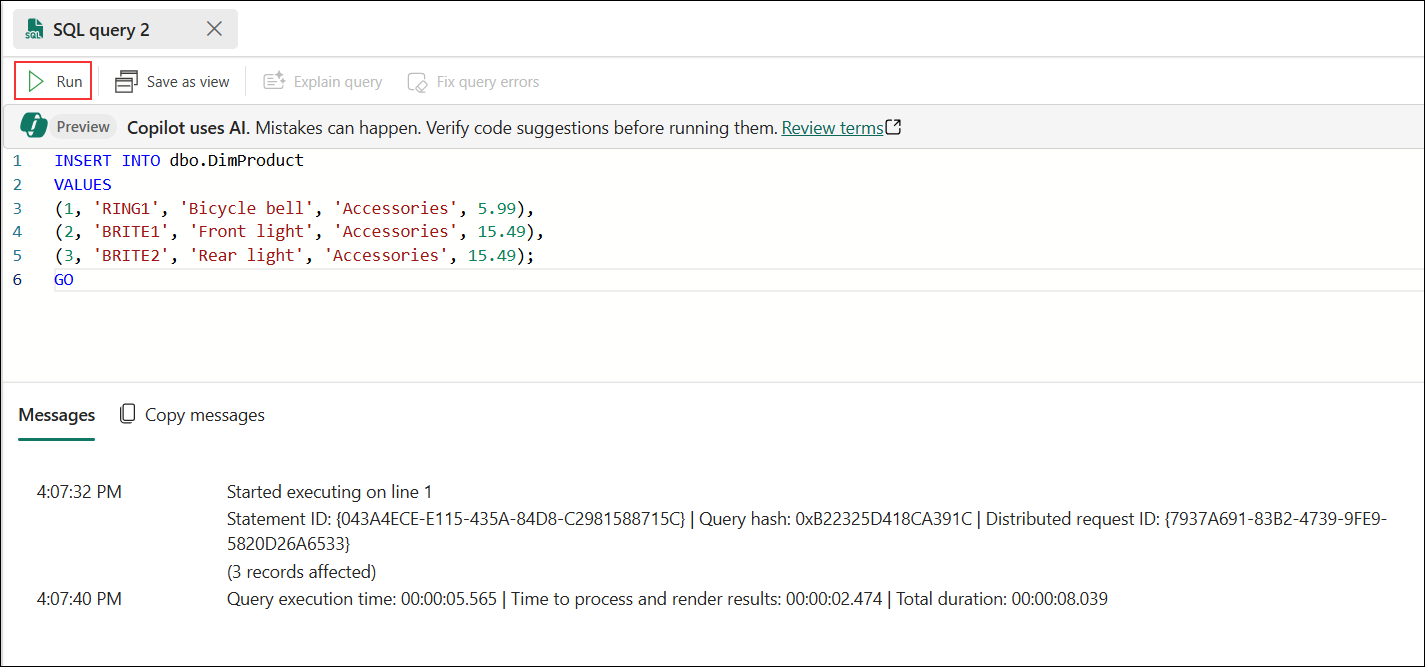 SQL SQL query 2
Run Save as view Explain query Fix query errors
Preview Copilot uses AI. Mistakes can happen. Verify code suggestions before running them. Review terms
1 INSERT INTO dbo.DimProduct
2 VALUES
3 (1, 'RING1', 'Bicycle bell', 'Accessories', 5.99),
4 (2, 'BRITE1', 'Front light', 'Accessories', 15.49),
5 (3, 'BRITE2', 'Rear light', 'Accessories', 15.49);
6 GO
Messages Copy messages
4:07:32 PM Started executing on line 1
Statement ID: {043A4ECE-E115-435A-84D8-C2981588715C} | Query hash: 0xB22325D418CA391C | Distributed request ID: {7937A691-83B2-4739-9FE9-
5820D26A6533}
(3 records affected)
4:07:40 PM Query execution time: 00:00:05.565 | Time to process and render results: 00:00:02.474 | Total duration: 00:00:08.039